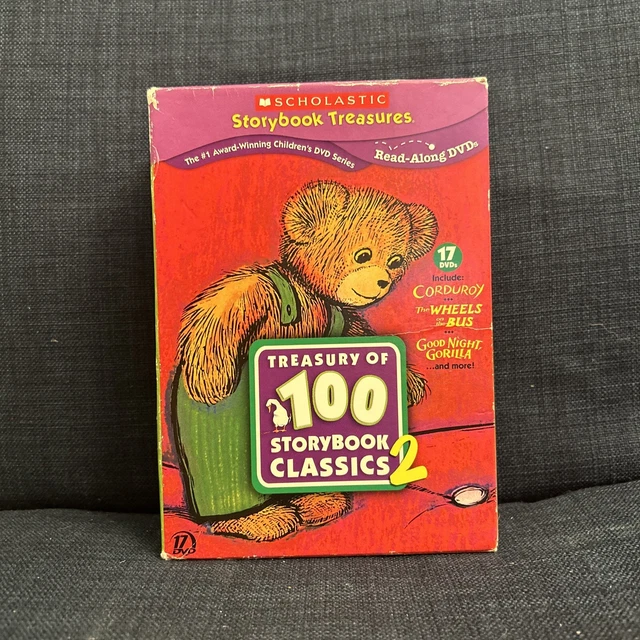 SCHOLASTIC
Storybook Treasures.
The #1 Award-Winning Children's DVD Series
Read-Along DVDs
17
DVDs
include:
CORDUROY
The WHEELS
on the BUS
GOOD NIGHT,
GORILLA
...and more!
TREASURY OF
100
STORYBOOK
CLASSICS 2
17
DVD